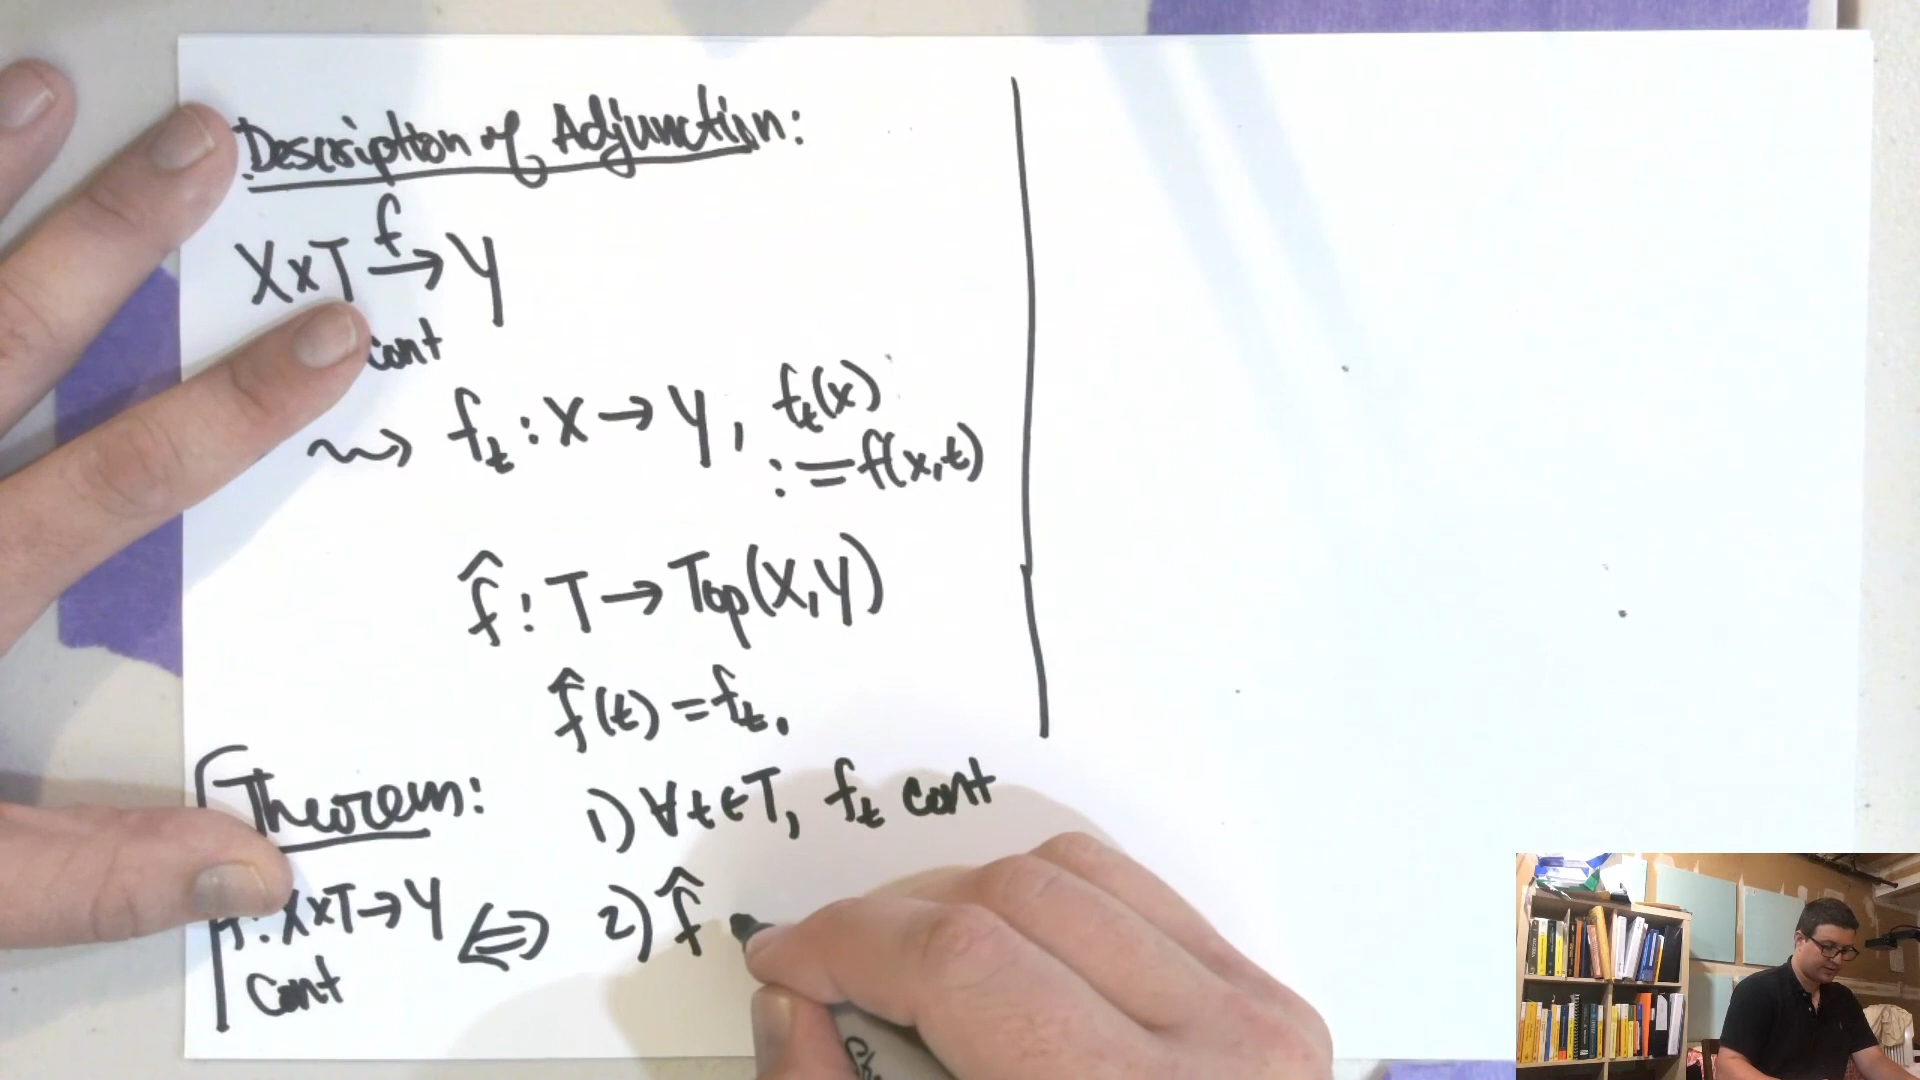 Description of Adjunction:
X×T →f Y
cont
⇝ f_t : X → Y, f_t(x)
:= f(x,t)
f̂ : T → Top(X,Y)
f̂(t) = f_t.
Theorem: 1) ∀t∈T, f_t cont
: X×T→Y ⟺ 2) f̂
cont